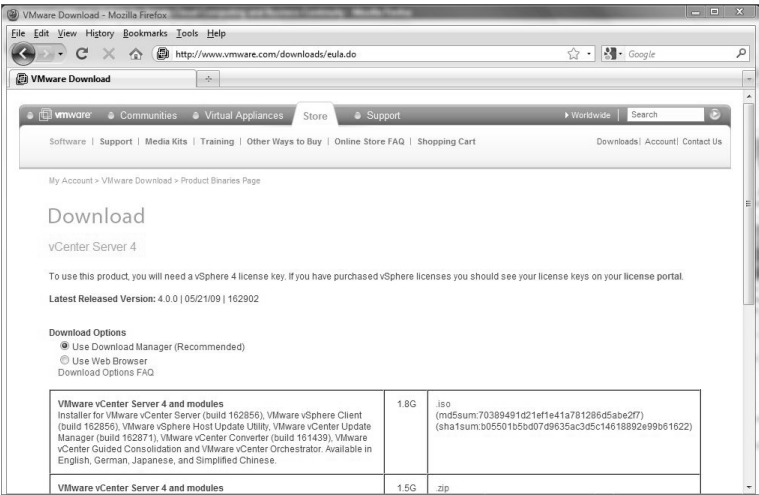 VMware Download - Mozilla Firefox
File Edit View History Bookmarks Tools Help
http://www.vmware.com/downloads/eula.do
Google
VMware Download
vmware Communities Virtual Appliances Store Support Worldwide Search
Software | Support | Media Kits | Training | Other Ways to Buy | Online Store FAQ | Shopping Cart Downloads| Account| Contact Us
My Account > VMware Download > Product Binaries Page
Download
vCenter Server 4
To use this product, you will need a vSphere 4 license key. If you have purchased vSphere licenses you should see your license keys on your license portal.
Latest Released Version: 4.0.0 | 05/21/09 | 162902
Download Options
Use Download Manager (Recommended)
Use Web Browser
Download Options FAQ
VMware vCenter Server 4 and modules
Installer for VMware vCenter Server (build 162856), VMware vSphere Client
(build 162856), VMware vSphere Host Update Utility, VMware vCenter Update
Manager (build 162871), VMware vCenter Converter (build 161439), VMware
vCenter Guided Consolidation and VMware vCenter Orchestrator. Available in
English, German, Japanese, and Simplified Chinese.
1.8G
.iso
(md5sum:70389491d21ef1e41a781286d5abe2f7)
(sha1sum:b05501b5bd07d9635ac3d5c14618892e99b61622)
VMware vCenter Server 4 and modules
1.5G
.zip